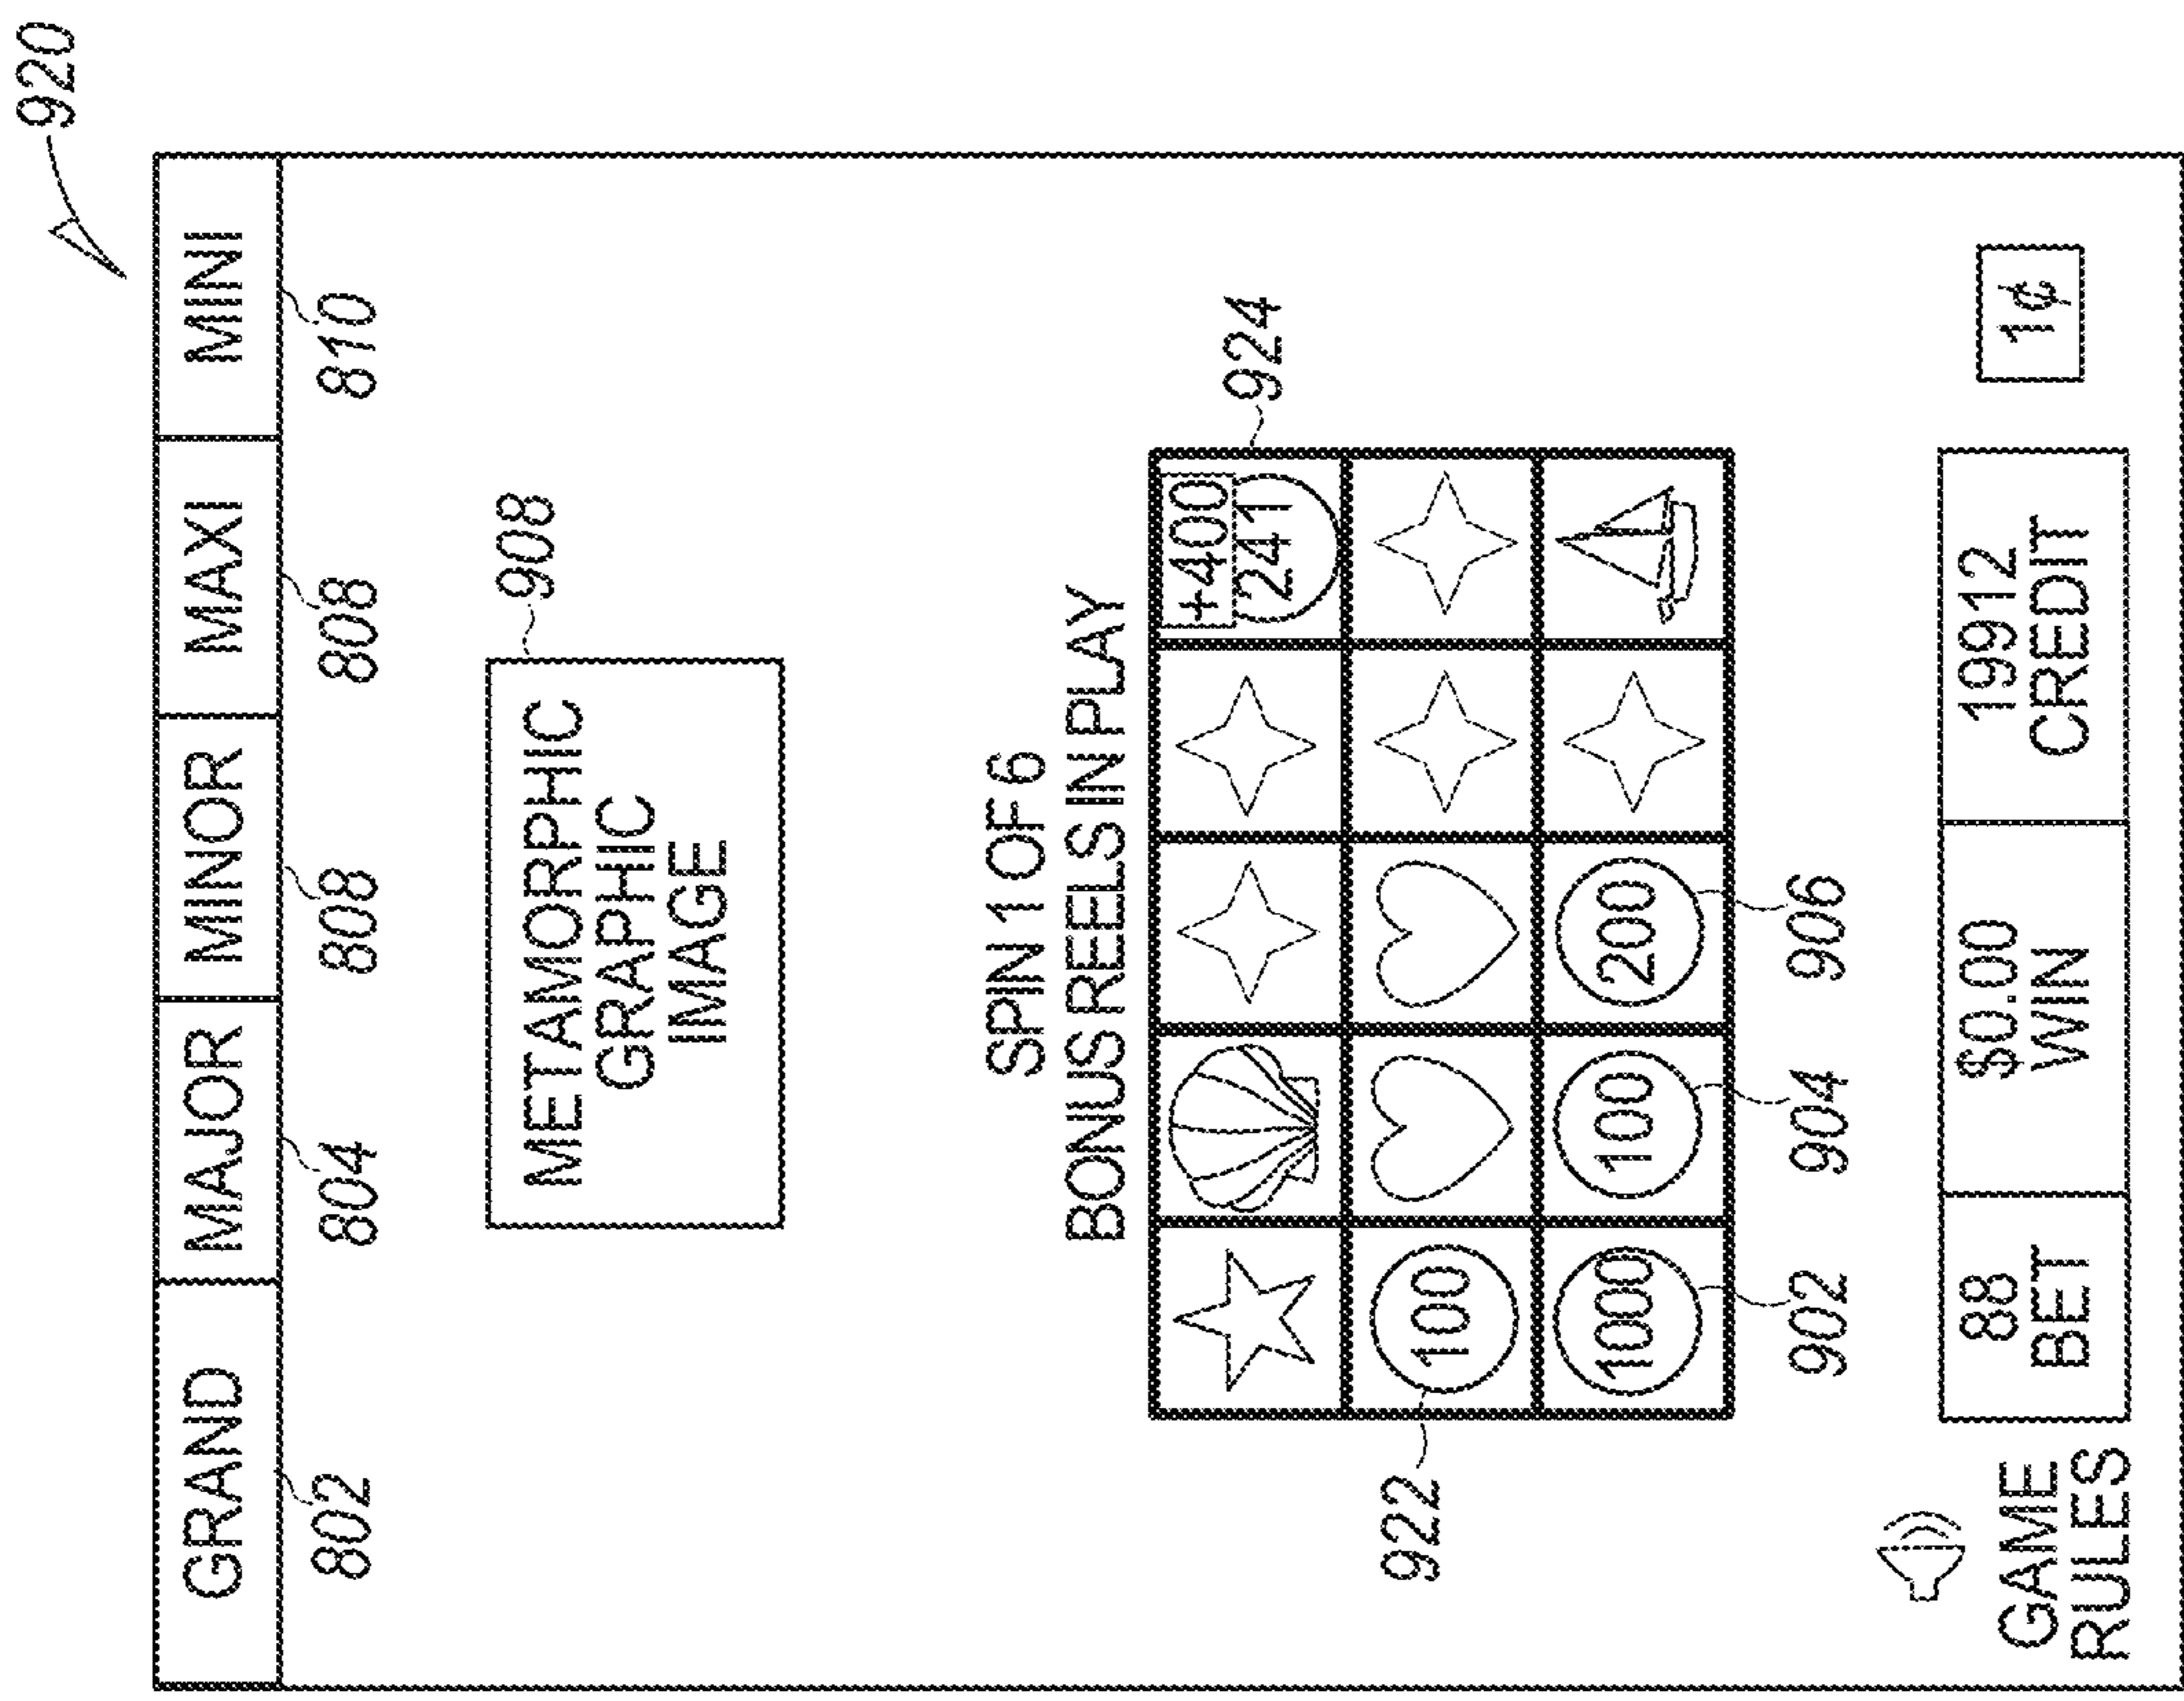 920
GRAND MAJOR MINOR MAXI MINI
802 804 808 808 810
908
METAMORPHIC
GRAPHIC
IMAGE
SPIN 1 OF 6
BONUS REELS IN PLAY
+400
241
924
922
100
1000 100 200
902 904 906
GAME
RULES
88
BET
$0.00
WIN
19912
CREDIT
1¢